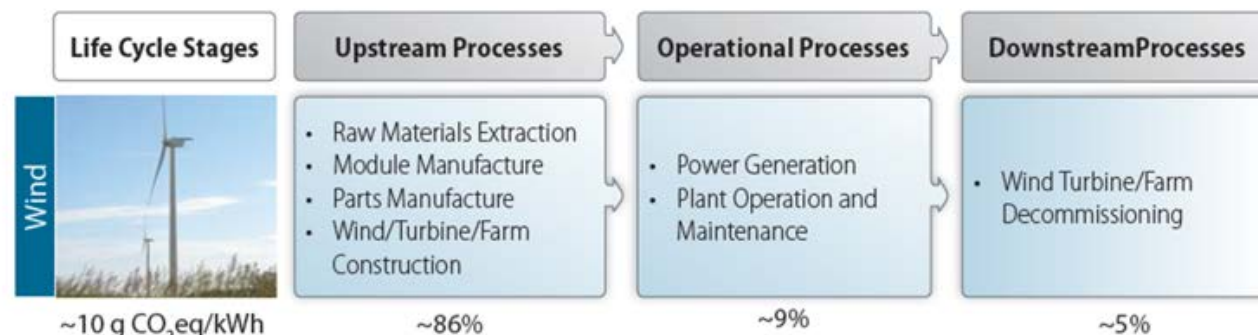 Life Cycle Stages
Upstream Processes
Operational Processes
DownstreamProcesses
Wind
• Raw Materials Extraction
• Module Manufacture
• Parts Manufacture
• Wind/Turbine/Farm
Construction
• Power Generation
• Plant Operation and
Maintenance
• Wind Turbine/Farm
Decommissioning
~10 g CO₂eq/kWh
~86%
~9%
~5%